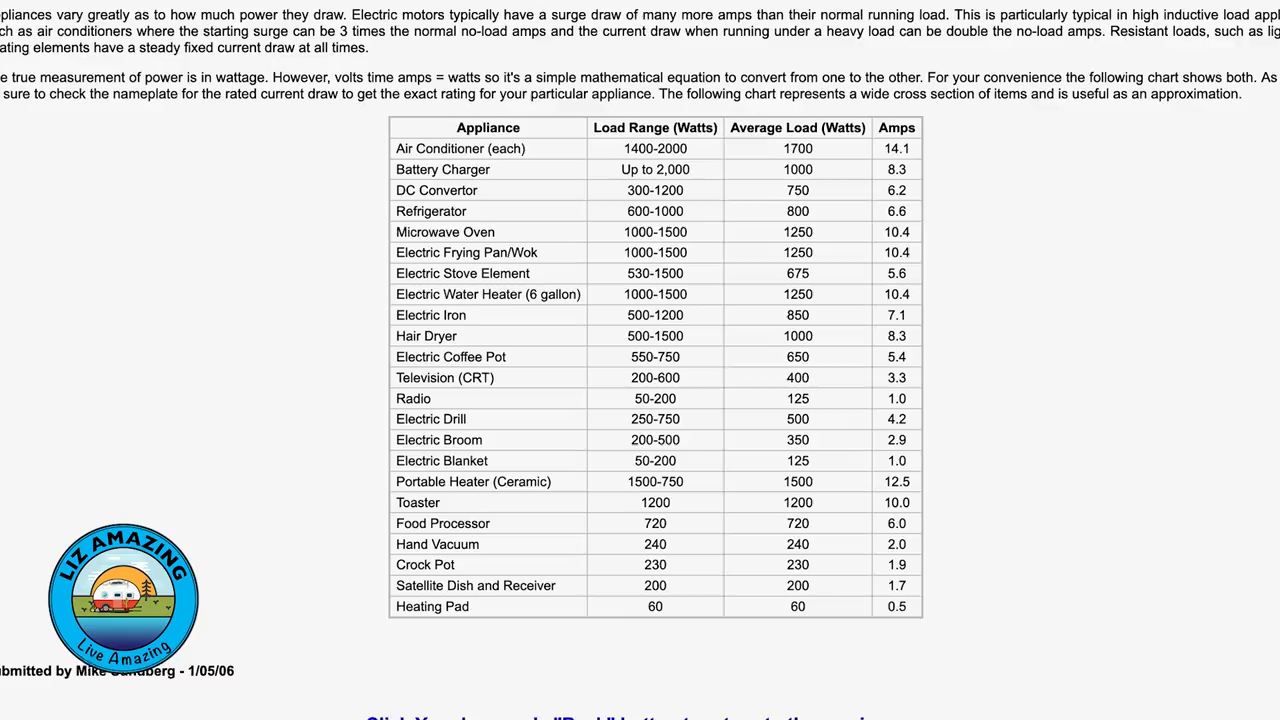 pliances vary greatly as to how much power they draw. Electric motors typically have a surge draw of many more amps than their normal running load. This is particularly typical in high inductive load appl
ch as air conditioners where the starting surge can be 3 times the normal no-load amps and the current draw when running under a heavy load can be double the no-load amps. Resistant loads, such as lig
ating elements have a steady fixed current draw at all times.
e true measurement of power is in wattage. However, volts time amps = watts so it's a simple mathematical equation to convert from one to the other. For your convenience the following chart shows both. As
sure to check the nameplate for the rated current draw to get the exact rating for your particular appliance. The following chart represents a wide cross section of items and is useful as an approximation.
Appliance Load Range (Watts) Average Load (Watts) Amps
Air Conditioner (each) 1400-2000 1700 14.1
Battery Charger Up to 2,000 1000 8.3
DC Convertor 300-1200 750 6.2
Refrigerator 600-1000 800 6.6
Microwave Oven 1000-1500 1250 10.4
Electric Frying Pan/Wok 1000-1500 1250 10.4
Electric Stove Element 530-1500 675 5.6
Electric Water Heater (6 gallon) 1000-1500 1250 10.4
Electric Iron 500-1200 850 7.1
Hair Dryer 500-1500 1000 8.3
Electric Coffee Pot 550-750 650 5.4
Television (CRT) 200-600 400 3.3
Radio 50-200 125 1.0
Electric Drill 250-750 500 4.2
Electric Broom 200-500 350 2.9
Electric Blanket 50-200 125 1.0
Portable Heater (Ceramic) 1500-750 1500 12.5
Toaster 1200 1200 10.0
Food Processor 720 720 6.0
Hand Vacuum 240 240 2.0
Crock Pot 230 230 1.9
Satellite Dish and Receiver 200 200 1.7
Heating Pad 60 60 0.5
LIZ AMAZING
Live Amazing
ubmitted by Mike berg - 1/05/06